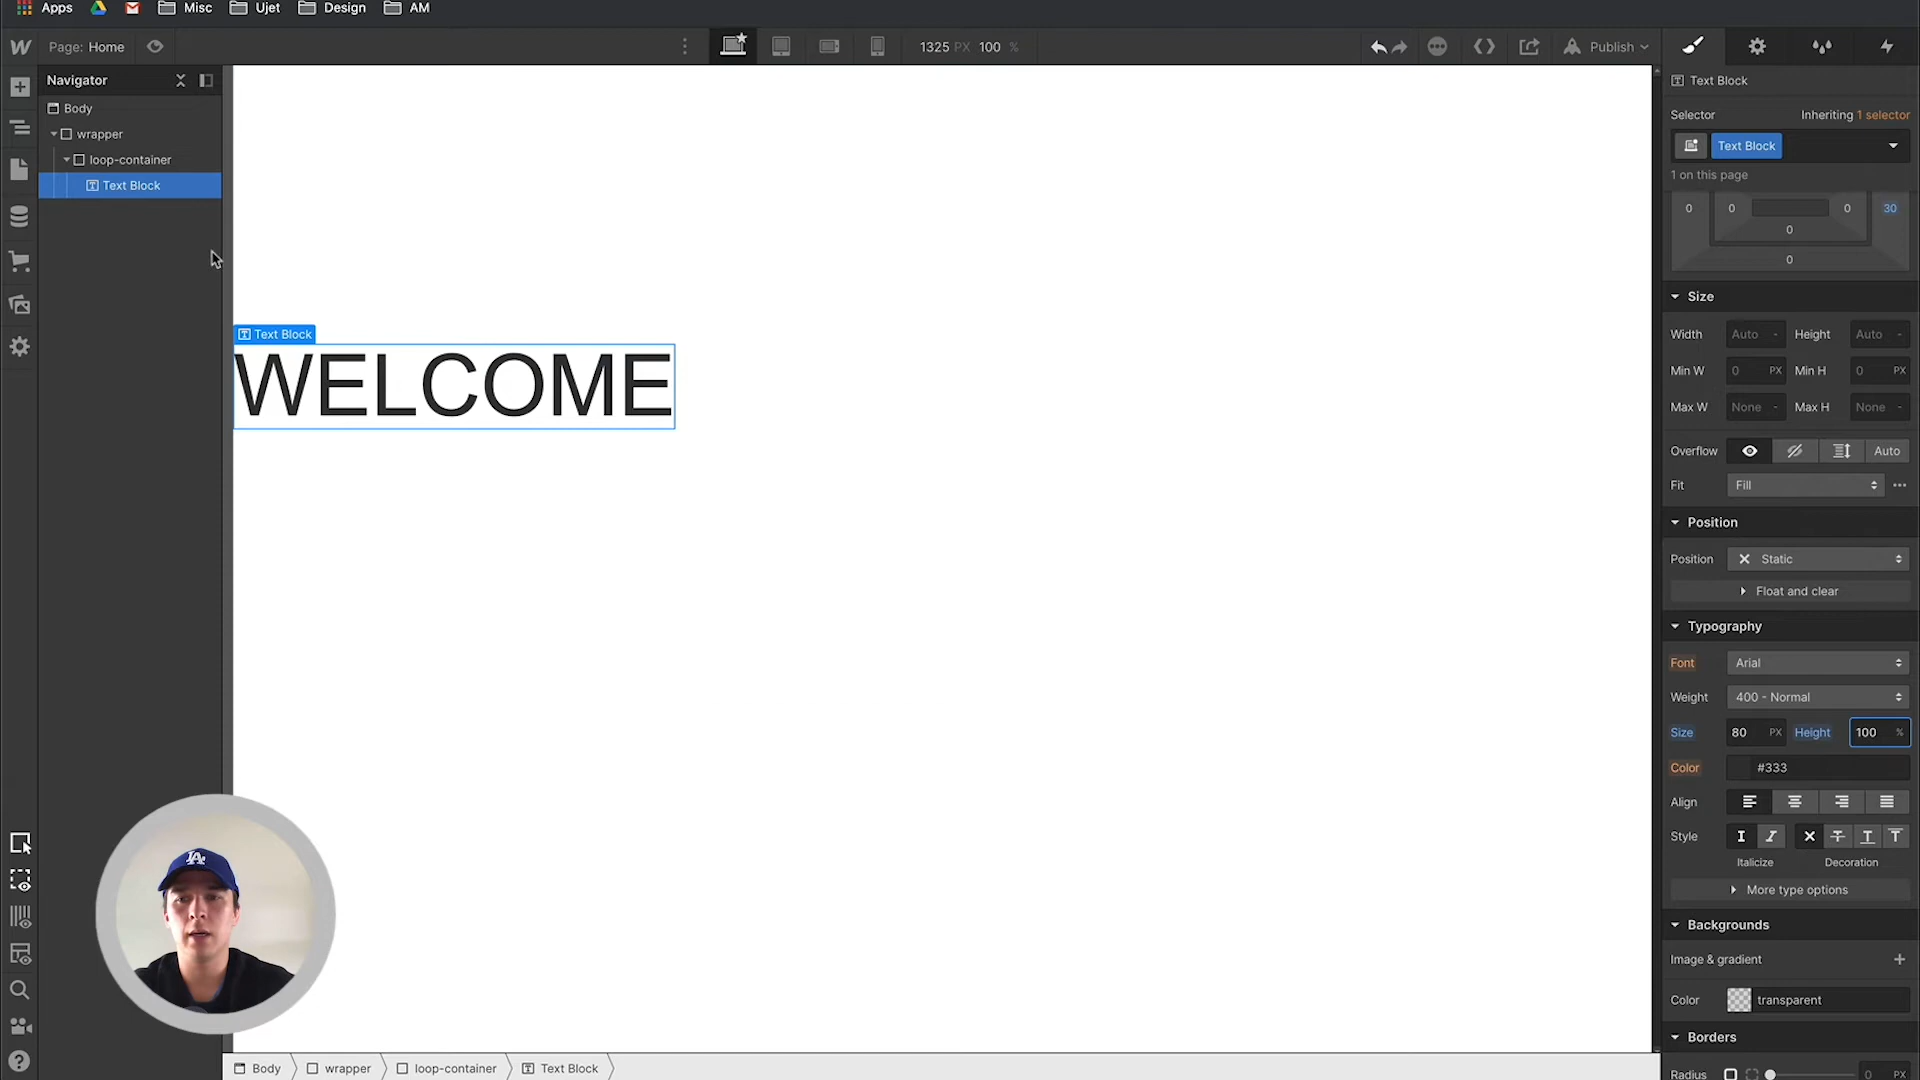 Apps Misc Ujet Design AM
Page: Home
1325 PX 100 %
Publish
Navigator
Body
wrapper
loop-container
Text Block
Text Block
WELCOME
LA
Body wrapper loop-container Text Block
Text Block
Selector Inheriting 1 selector
Text Block
1 on this page
0 0 0 30
0
0
Size
Width Auto - Height Auto -
Min W 0 PX Min H 0 PX
Max W None - Max H None -
Overflow Auto
Fit Fill
Position
Position Static
Float and clear
Typography
Font Arial
Weight 400 - Normal
Size 80 PX Height 100 %
Color #333
Align
Style
Italicize Decoration
More type options
Backgrounds
Image & gradient
Color transparent
Borders
Radius 0 PX